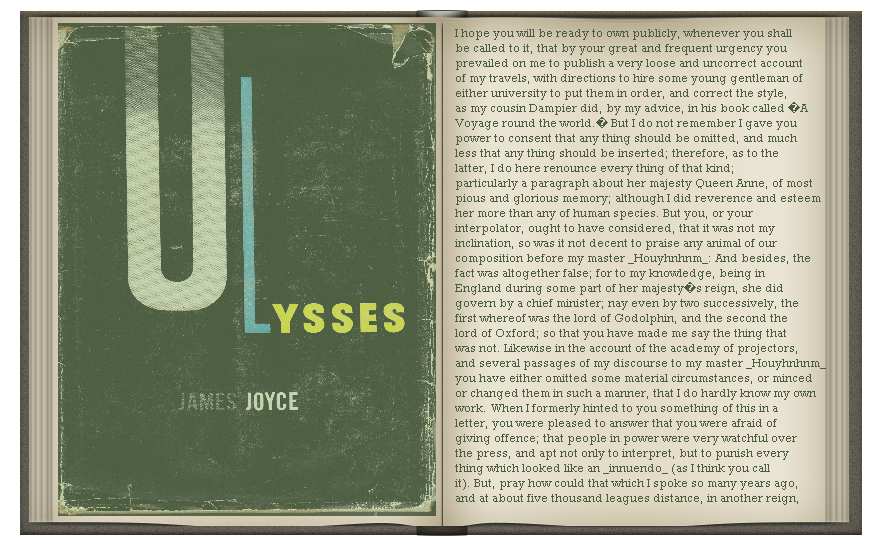 ULYSSES
JAMES JOYCE
I hope you will be ready to own publicly, whenever you shall
be called to it, that by your great and frequent urgency you
prevailed on me to publish a very loose and uncorrect account
of my travels, with directions to hire some young gentleman of
either university to put them in order, and correct the style,
as my cousin Dampier did, by my advice, in his book called �A
Voyage round the world.� But I do not remember I gave you
power to consent that any thing should be omitted, and much
less that any thing should be inserted; therefore, as to the
latter, I do here renounce every thing of that kind;
particularly a paragraph about her majesty Queen Anne, of most
pious and glorious memory; although I did reverence and esteem
her more than any of human species. But you, or your
interpolator, ought to have considered, that it was not my
inclination, so was it not decent to praise any animal of our
composition before my master _Houyhnhnm_: And besides, the
fact was altogether false; for to my knowledge, being in
England during some part of her majesty�s reign, she did
govern by a chief minister; nay even by two successively, the
first whereof was the lord of Godolphin, and the second the
lord of Oxford; so that you have made me say the thing that
was not. Likewise in the account of the academy of projectors,
and several passages of my discourse to my master _Houyhnhnm_
you have either omitted some material circumstances, or minced
or changed them in such a manner, that I do hardly know my own
work. When I formerly hinted to you something of this in a
letter, you were pleased to answer that you were afraid of
giving offence; that people in power were very watchful over
the press, and apt not only to interpret, but to punish every
thing which looked like an _innuendo_ (as I think you call
it). But, pray how could that which I spoke so many years ago,
and at about five thousand leagues distance, in another reign,